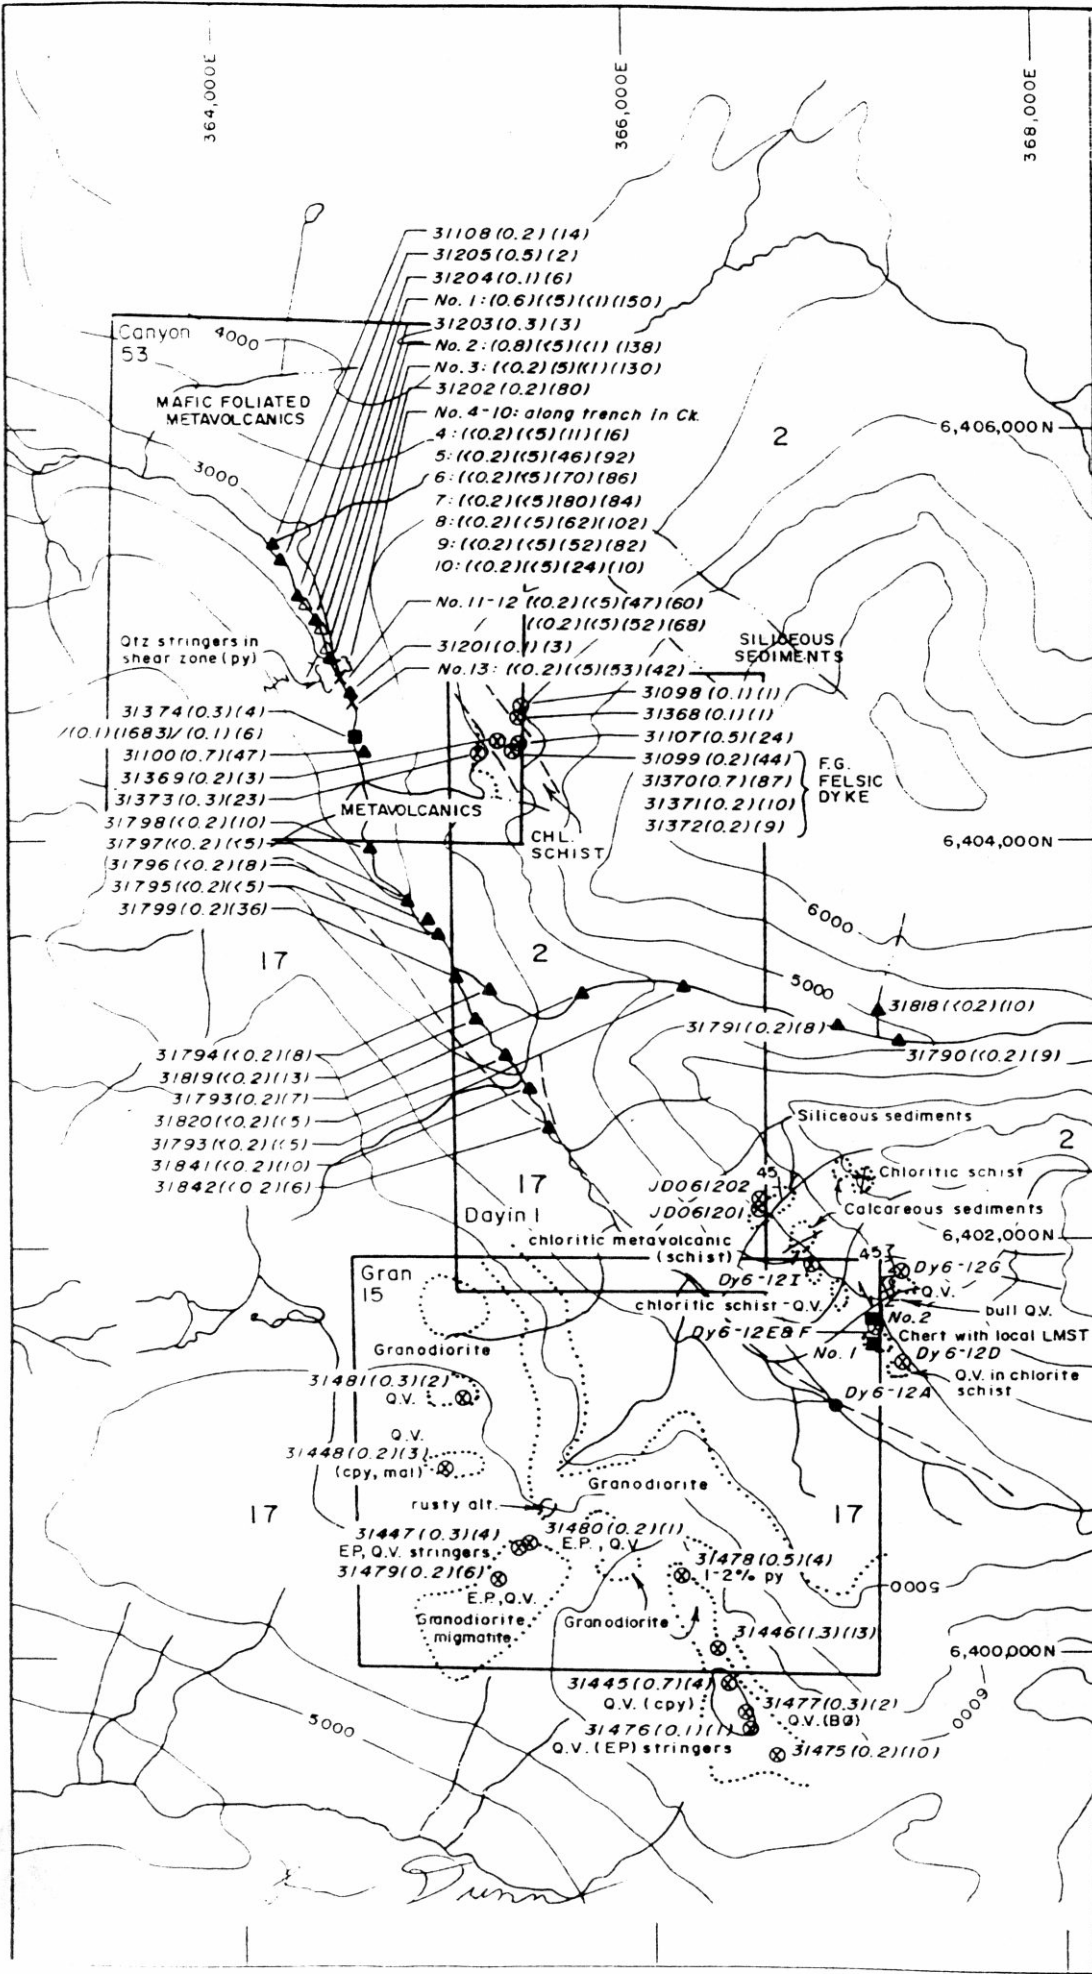 364,000E
366,000E
368,000E
31108(0.2)(14)
31205(0.5)(2)
31204(0.1)(6)
No. 1:(0.6)(<5)(<1)(150)
31203(0.3)(3)
No. 2:(0.8)(<5)(<1)(138)
No. 3:(<0.2)(5)(<1)(130)
31202(0.2)(80)
No. 4-10: along trench in Ck.
4:(<0.2)(<5)(11)(16)
5:(<0.2)(<5)(46)(92)
6:(<0.2)(<5)(70)(86)
7:(<0.2)(<5)(80)(84)
8:(<0.2)(<5)(62)(102)
9:(<0.2)(<5)(52)(82)
10:(<0.2)(<5)(24)(10)
No. 11-12 (<0.2)(<5)(47)(60)
(<0.2)(<5)(52)(68)
31201(0.1)(3)
No. 13:(<0.2)(<5)(53)(42)
Canyon
53
4000
MAFIC FOLIATED
METAVOLCANICS
3000
2
6,406,000N
Qtz stringers in
shear zone (py)
SILICEOUS
SEDIMENTS
31098(0.1)(1)
31368(0.1)(1)
31107(0.5)(24)
31099(0.2)(44)
31370(0.7)(87)
31371(0.2)(10)
31372(0.2)(9)
F.G.
FELSIC
DYKE
31374(0.3)(4)
/(0.1)(1683)/(0.1)(6)
31100(0.7)(47)
31369(0.2)(3)
31373(0.3)(23)
31798(<0.2)(10)
31797(<0.2)(<5)
31796(<0.2)(8)
31795(<0.2)(<5)
31799(0.2)(36)
METAVOLCANICS
CHL.
SCHIST
6,404,000N
6000
17
2
5000
31818(<0.2)(10)
31791(0.2)(8)
31790(<0.2)(9)
31794(<0.2)(8)
31819(<0.2)(13)
31793(0.2)(7)
31820(<0.2)(<5)
31793(<0.2)(<5)
31841(<0.2)(10)
31842(<0.2)(6)
Siliceous sediments
2
45
Chloritic schist
JD061202
JD061201
Calcareous sediments
17
Dayin 1
6,402,000N
chloritic metavolcanic
(schist)
45
Dy6-12I
Dy6-12G
Q.V.
Gran
15
chloritic schist-Q.V.
bull Q.V.
No. 2
Dy6-12E&F
Chert with local LMST
No. 1
Dy6-12D
Q.V. in chlorite
schist
Dy6-12A
Granodiorite
31481(0.3)(2)
Q.V.
Q.V.
31448(0.2)(3)
(cpy, mal)
Granodiorite
rusty alt.
17
17
31447(0.3)(4)
EP, Q.V. stringers
31480(0.2)(1)
E.P., Q.V.
31479(0.2)(6)
E.P., Q.V.
31478(0.5)(4)
1-2% py
5000
Granodiorite
migmatite
Granodiorite
31446(1.3)(13)
6,400,000N
31445(0.7)(4)
Q.V. (cpy)
31477(0.3)(2)
Q.V. (BO)
31476(0.1)(1)
Q.V. (EP) stringers
31475(0.2)(10)
6000
5000
Dunn